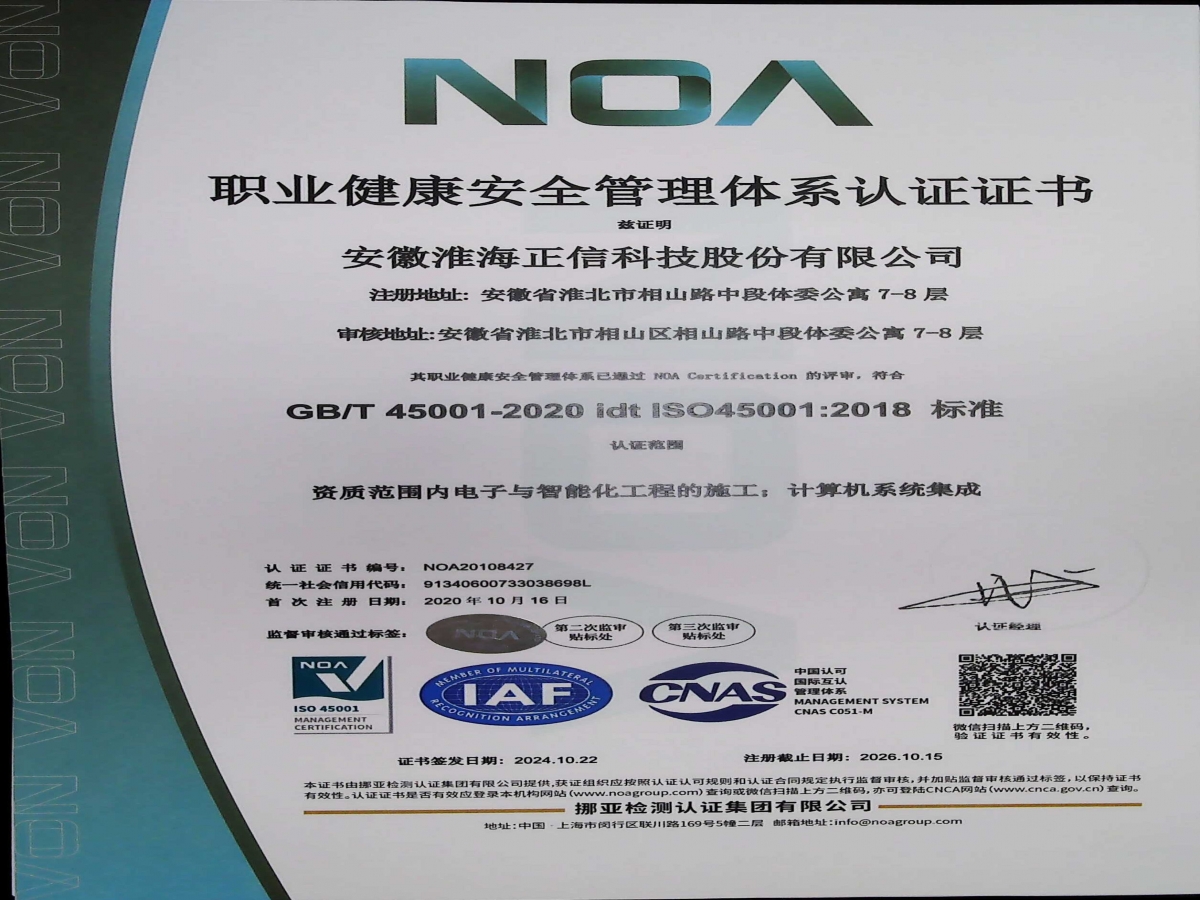 NOA
职业健康安全管理体系认证证书
兹证明
安徽淮海正信科技股份有限公司
注册地址: 安徽省淮北市相山路中段体委公寓 7-8 层
审核地址:安徽省淮北市相山区相山路中段体委公寓 7-8 层
其职业健康安全管理体系已通过 NOA Certification 的评审，符合
GB/T 45001-2020 idt ISO45001:2018 标准
认证范围
资质范围内电子与智能化工程的施工；计算机系统集成
认证证书编号: NOA20108427
统一社会信用代码: 91340600733038698L
首次注册日期: 2020 年 10 月 16 日
监督审核通过标签:
NOA
第二次监审
贴标处
第三次监审
贴标处
认证经理
NOA
ISO 45001
MANAGEMENT
CERTIFICATION
MEMBER OF MULTILATERAL
IAF
RECOGNITION ARRANGEMENT
CNAS
中国认可
国际互认
管理体系
MANAGEMENT SYSTEM
CNAS C051-M
微信扫描上方二维码，
验证证书有效性。
证书签发日期: 2024.10.22
注册截止日期: 2026.10.15
本证书由挪亚检测认证集团有限公司提供,获证组织应按照认证认可规则和认证合同规定执行监督审核,并加贴监督审核通过标签，以保持证书
有效性。认证证书是否有效应登录本机构网站(www.noagroup.com) 查询或微信扫描上方二维码，亦可登陆CNCA网站(www.cnca.gov.cn) 查询。
挪亚检测认证集团有限公司
地址:中国·上海市闵行区联川路169号5幢二层 邮箱地址:info@noagroup.com
NOA NOA NOA NOA NOA NOA